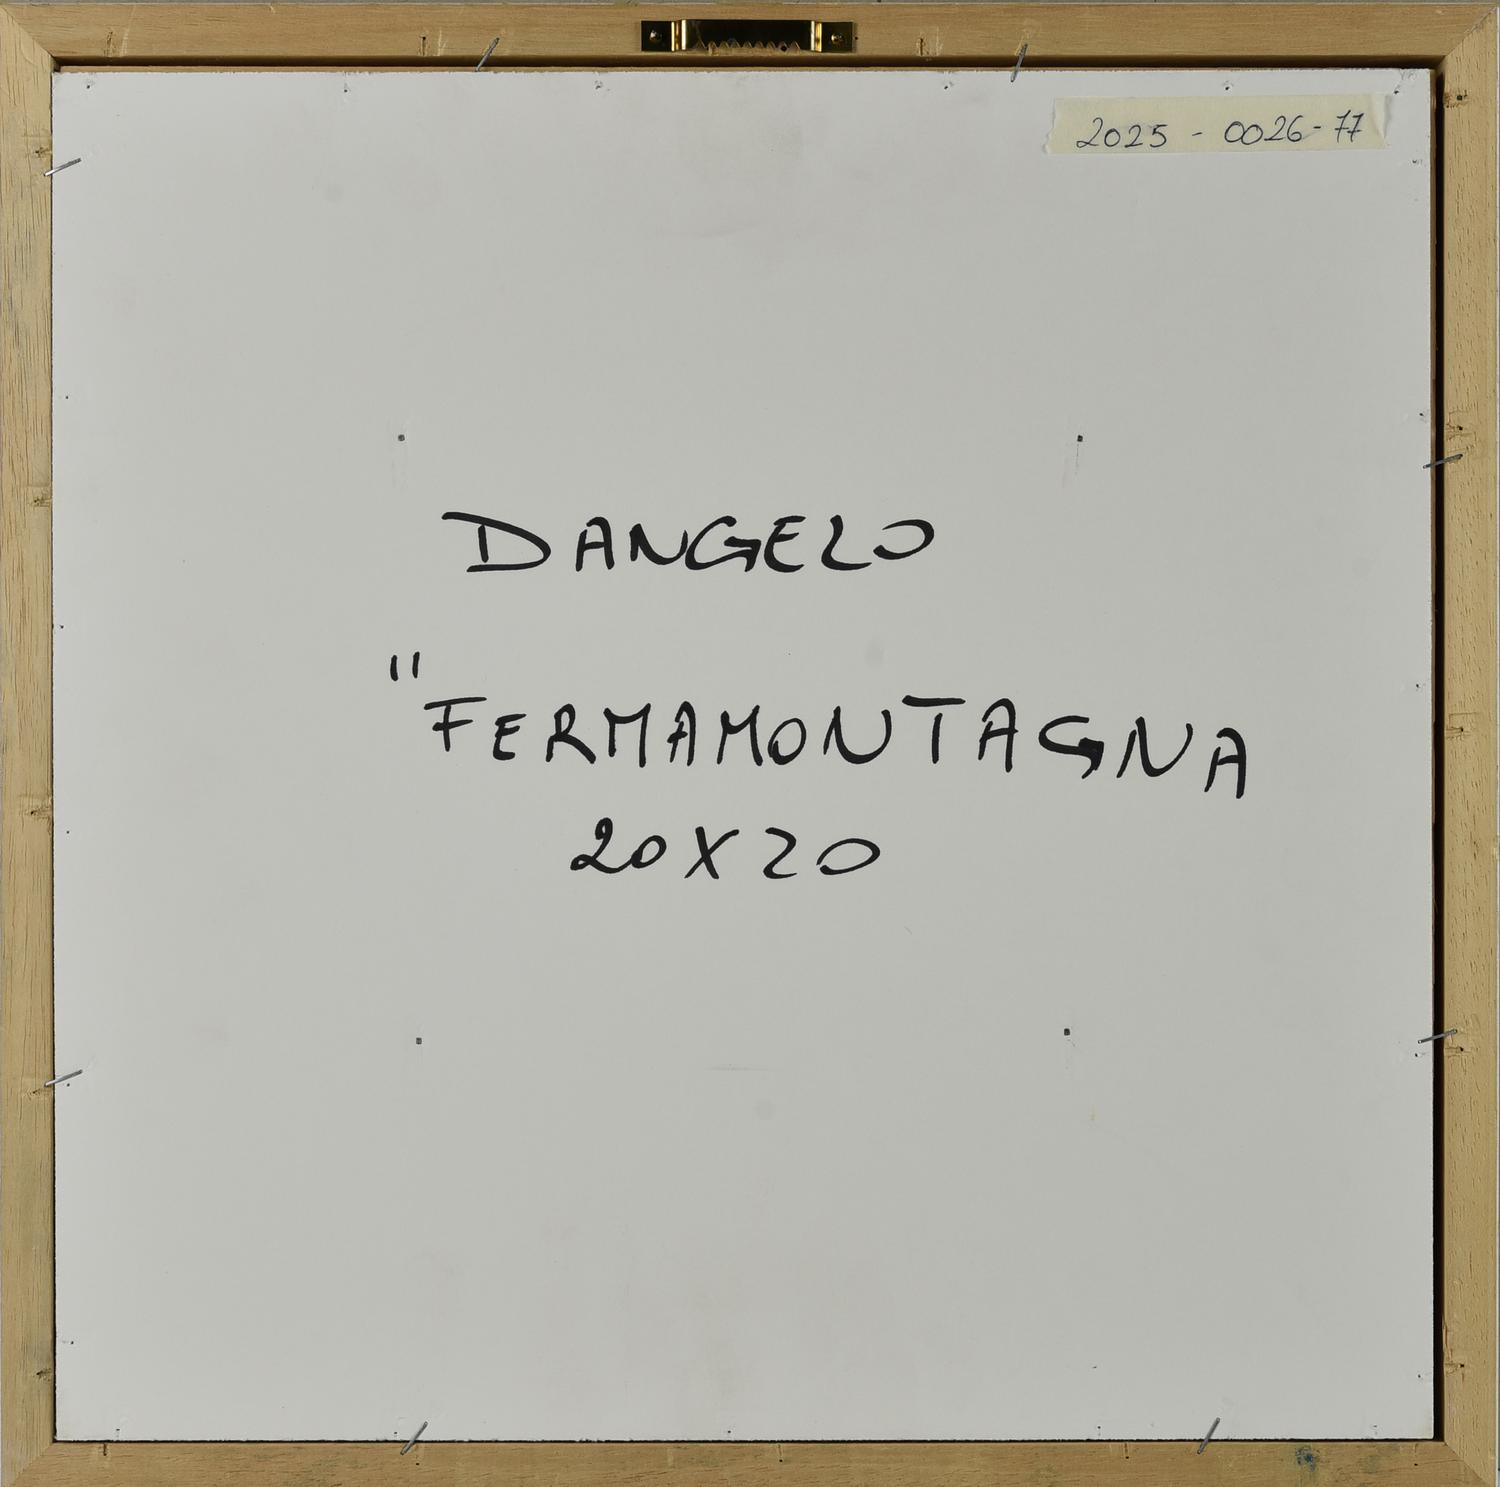 2025 - 0026-77
DANGELO
"FERMAMONTAGNA
20X20